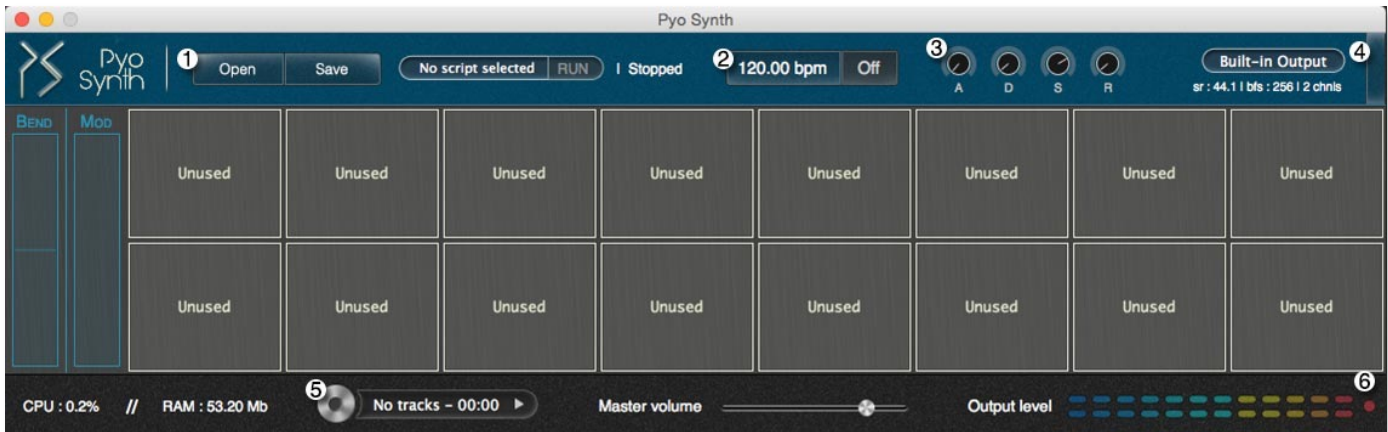 Pyo Synth
Pyo
Synth
1 Open Save No script selected RUN I Stopped 2 120.00 bpm Off 3 A D S R Built-in Output 4
sr : 44.1 I bfs : 256 I 2 chnls
BEND MOD
Unused Unused Unused Unused Unused Unused Unused Unused
Unused Unused Unused Unused Unused Unused Unused Unused
CPU : 0.2% // RAM : 53.20 Mb 5 No tracks - 00:00 Master volume Output level 6